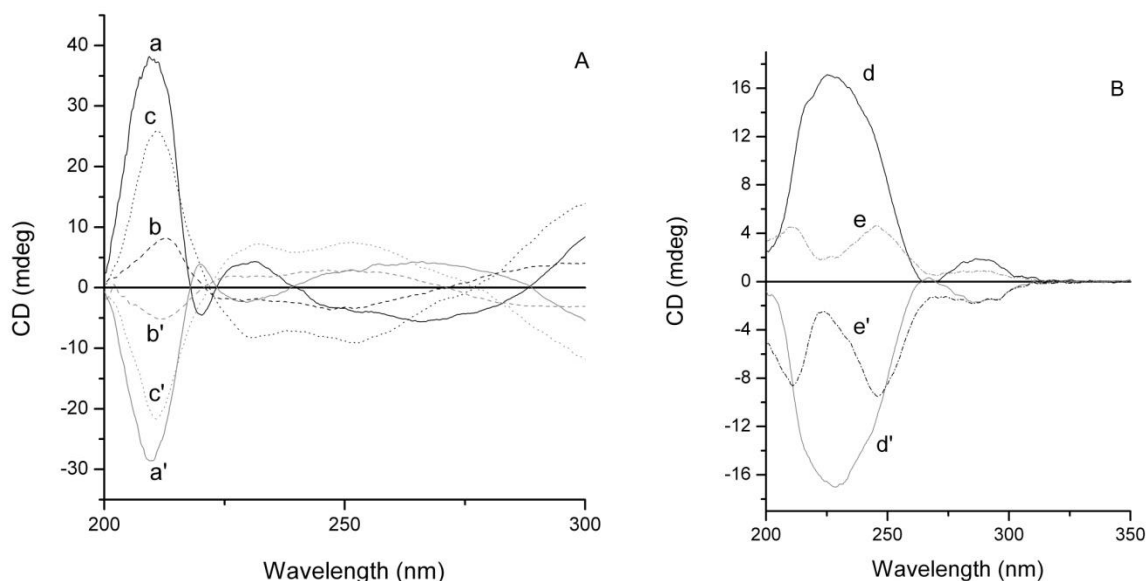 A
CD (mdeg)
40
30
20
10
0
-10
-20
-30
a
c
b
b'
c'
a'
200
250
300
Wavelength (nm)
B
CD (mdeg)
16
12
8
4
0
-4
-8
-12
-16
d
e
e'
d'
200
250
300
350
Wavelength (nm)